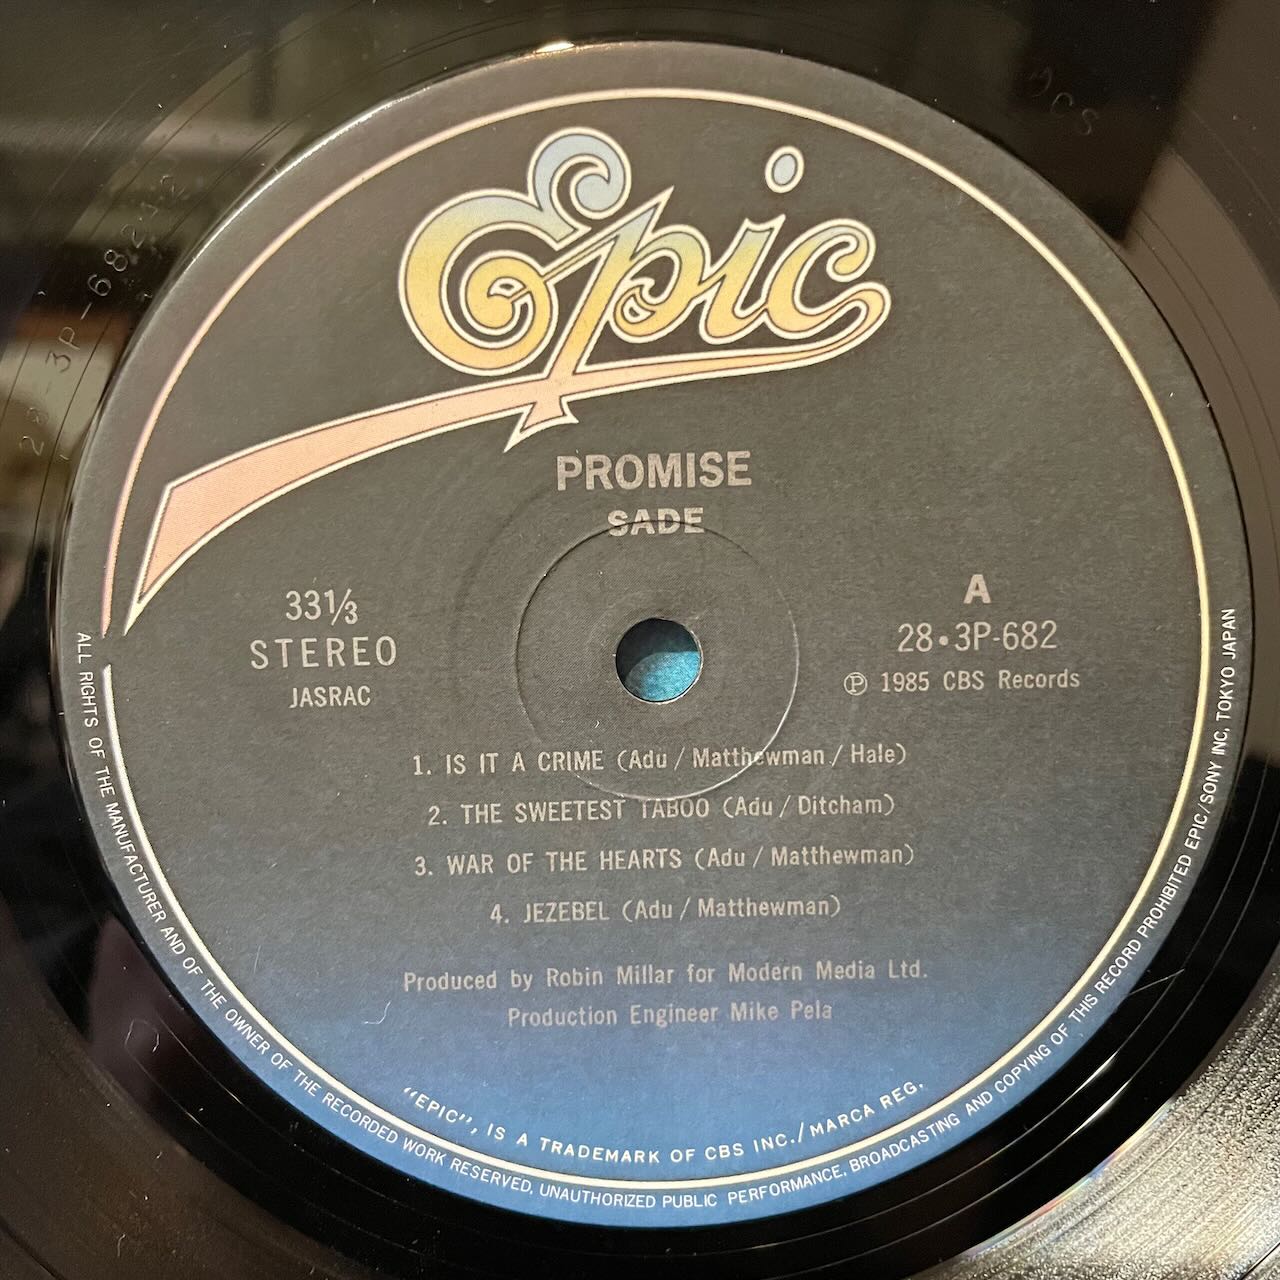 Epic
PROMISE
SADE
33⅓
STEREO
JASRAC
A
28•3P-682
℗ 1985 CBS Records
1. IS IT A CRIME (Adu / Matthewman / Hale)
2. THE SWEETEST TABOO (Adu / Ditcham)
3. WAR OF THE HEARTS (Adu / Matthewman)
4. JEZEBEL (Adu / Matthewman)
Produced by Robin Millar for Modern Media Ltd.
Production Engineer Mike Pela
"EPIC", IS A TRADEMARK OF CBS INC./MARCA REG.
ALL RIGHTS OF THE MANUFACTURER AND OF THE OWNER OF THE RECORDED WORK RESERVED. UNAUTHORIZED PUBLIC PERFORMANCE, BROADCASTING AND COPYING OF THIS RECORD PROHIBITED EPIC/SONY INC, TOKYO JAPAN